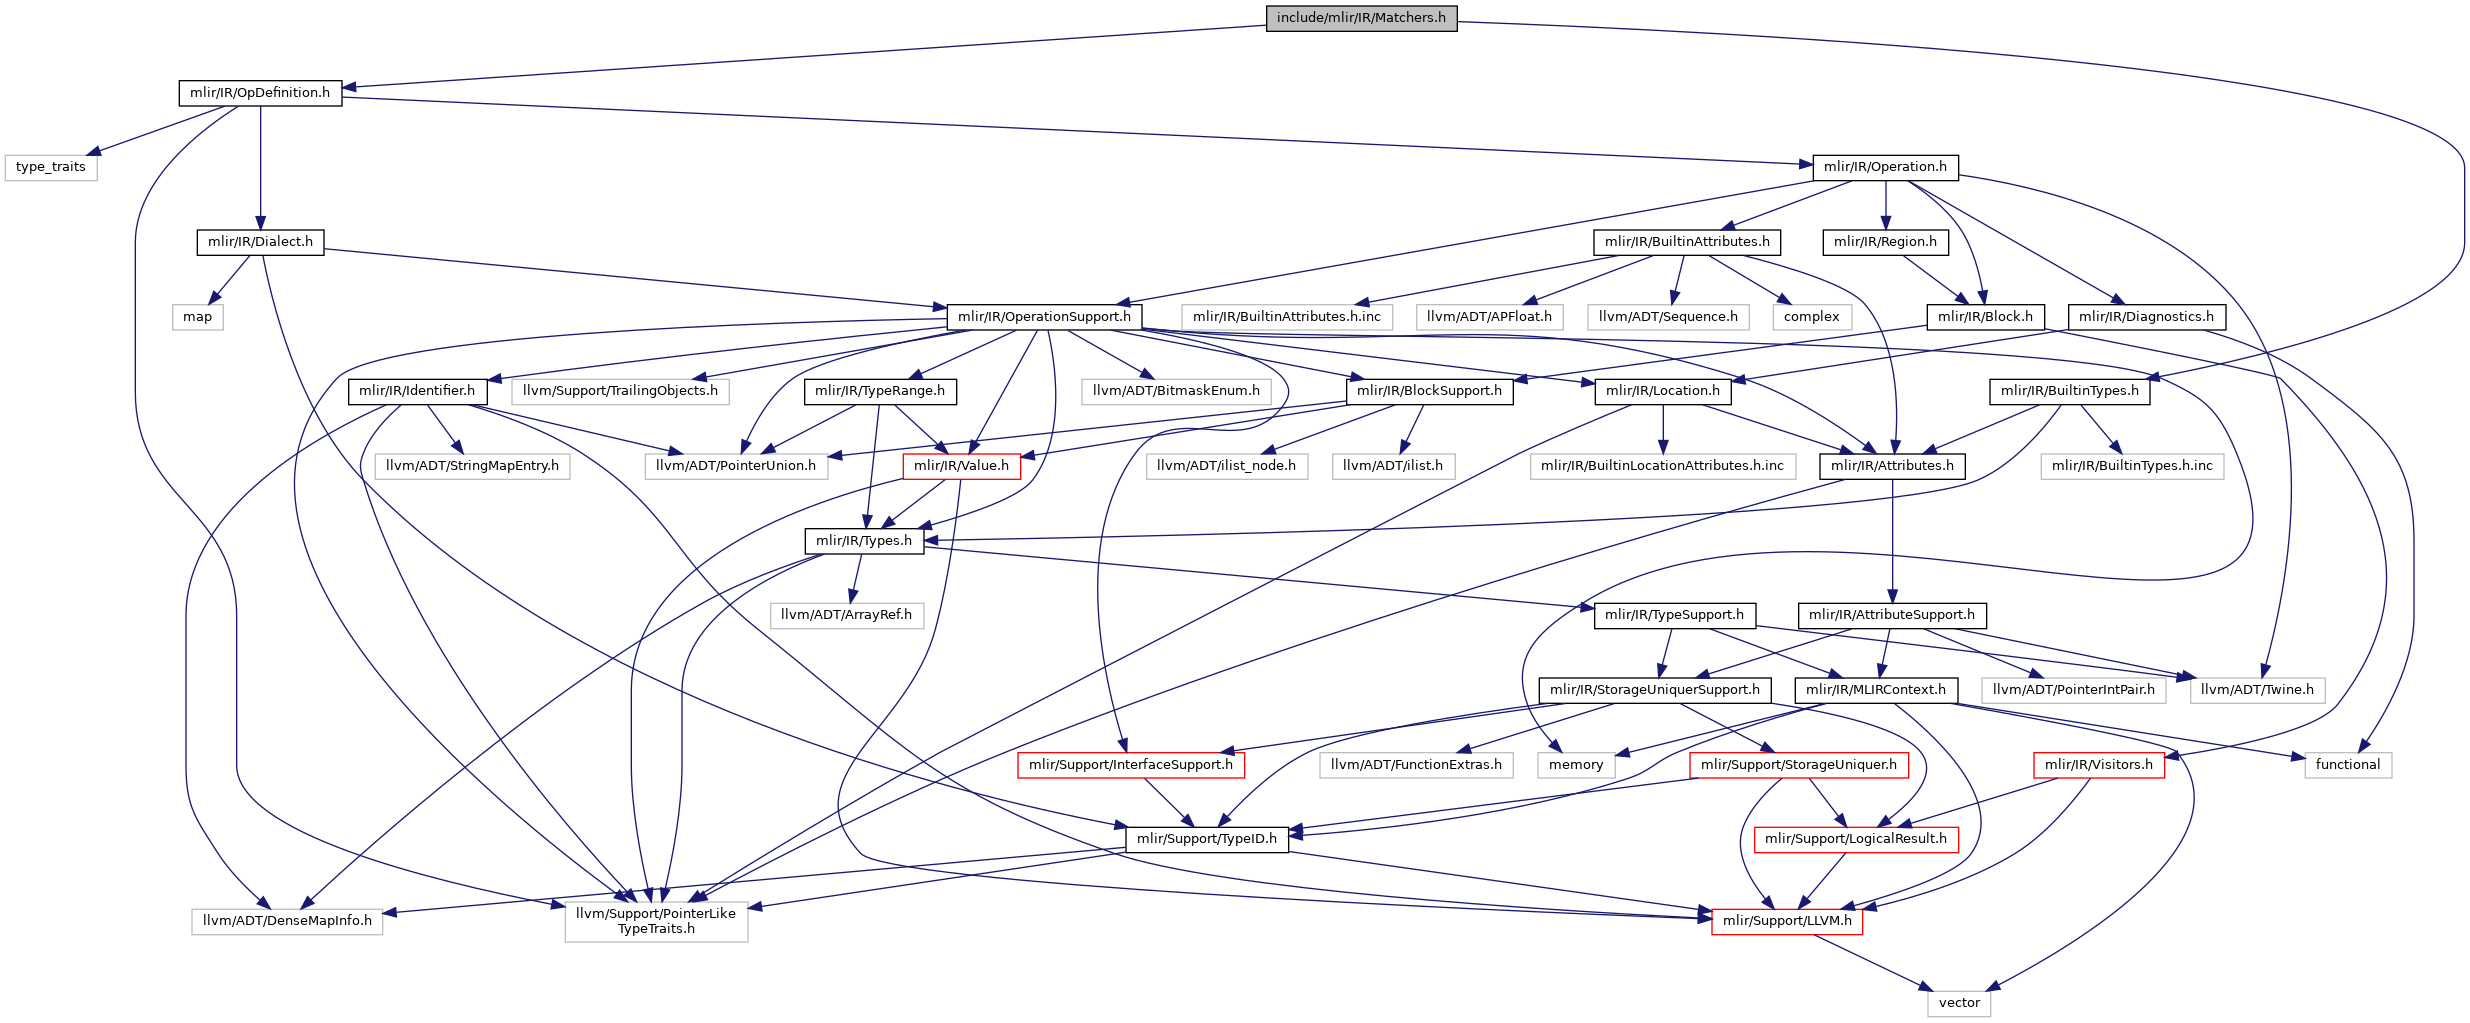 include/mlir/IR/Matchers.h
mlir/IR/OpDefinition.h
type_traits
mlir/IR/Operation.h
mlir/IR/Dialect.h
mlir/IR/BuiltinAttributes.h
mlir/IR/Region.h
map
mlir/IR/OperationSupport.h
mlir/IR/BuiltinAttributes.h.inc
llvm/ADT/APFloat.h
llvm/ADT/Sequence.h
complex
mlir/IR/Block.h
mlir/IR/Diagnostics.h
mlir/IR/Identifier.h
llvm/Support/TrailingObjects.h
mlir/IR/TypeRange.h
llvm/ADT/BitmaskEnum.h
mlir/IR/BlockSupport.h
mlir/IR/Location.h
mlir/IR/BuiltinTypes.h
llvm/ADT/StringMapEntry.h
llvm/ADT/PointerUnion.h
mlir/IR/Value.h
llvm/ADT/ilist_node.h
llvm/ADT/ilist.h
mlir/IR/BuiltinLocationAttributes.h.inc
mlir/IR/Attributes.h
mlir/IR/BuiltinTypes.h.inc
mlir/IR/Types.h
llvm/ADT/ArrayRef.h
mlir/IR/TypeSupport.h
mlir/IR/AttributeSupport.h
mlir/IR/StorageUniquerSupport.h
mlir/IR/MLIRContext.h
llvm/ADT/PointerIntPair.h
llvm/ADT/Twine.h
mlir/Support/InterfaceSupport.h
llvm/ADT/FunctionExtras.h
memory
mlir/Support/StorageUniquer.h
mlir/IR/Visitors.h
functional
mlir/Support/TypeID.h
mlir/Support/LogicalResult.h
llvm/ADT/DenseMapInfo.h
llvm/Support/PointerLike
TypeTraits.h
mlir/Support/LLVM.h
vector